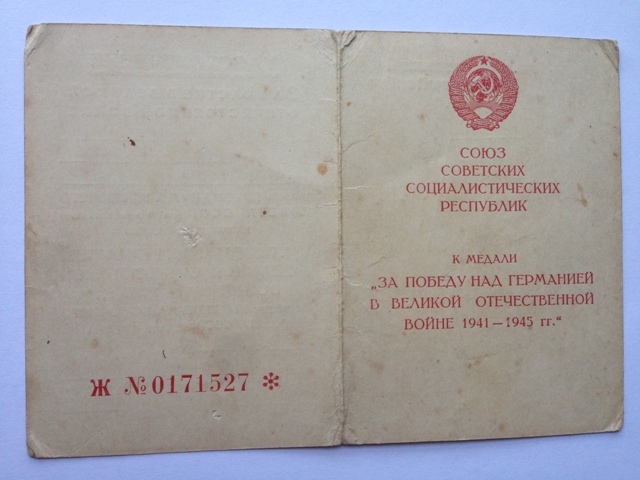 Ж №0171527 *
СОЮЗ
СОВЕТСКИХ
СОЦИАЛИСТИЧЕСКИХ
РЕСПУБЛИК
К МЕДАЛИ
„ЗА ПОБЕДУ НАД ГЕРМАНИЕЙ
В ВЕЛИКОЙ ОТЕЧЕСТВЕННОЙ
ВОЙНЕ 1941—1945 гг.“